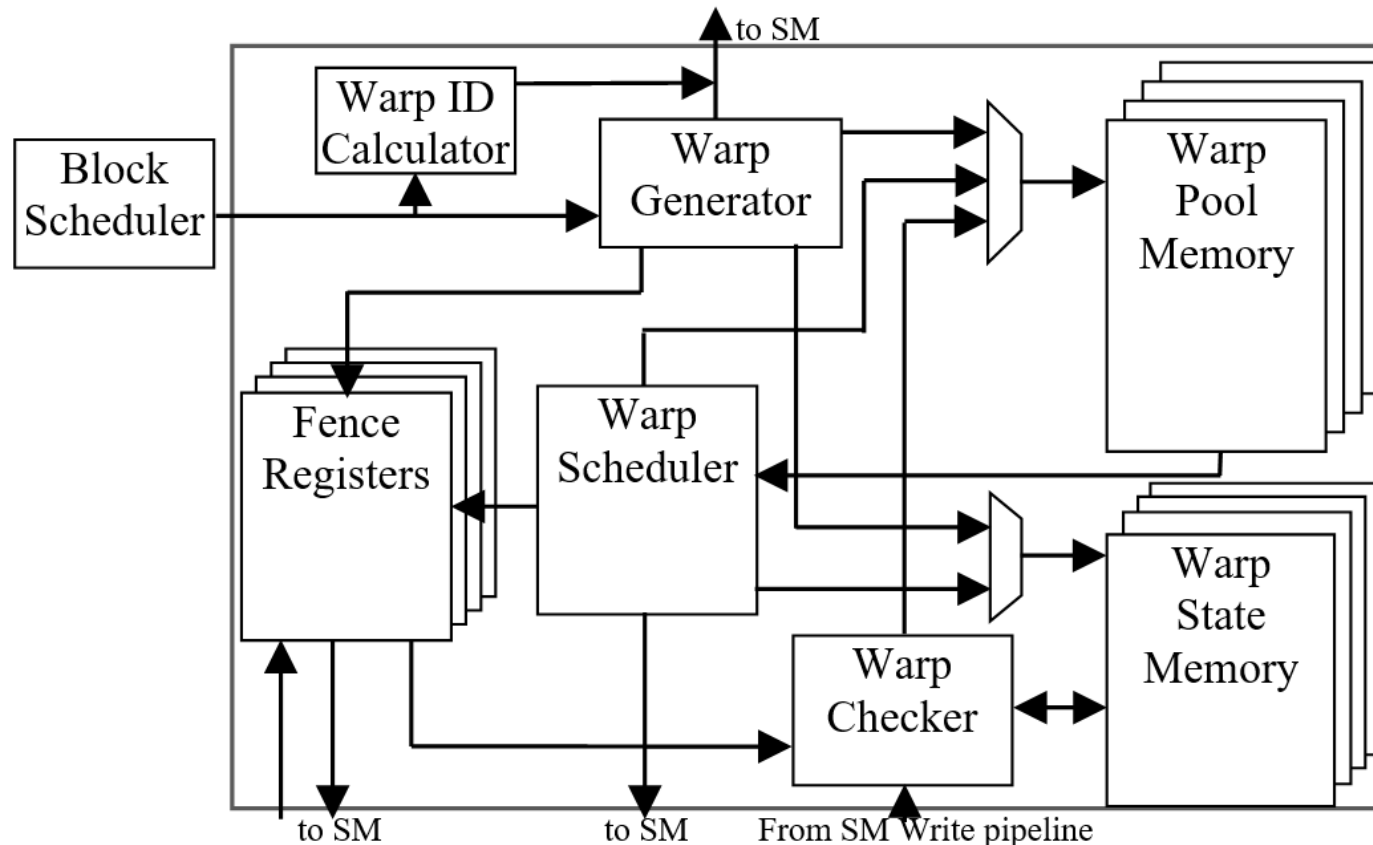 to SM
Warp ID
Calculator
Block
Scheduler
Warp
Generator
Warp
Pool
Memory
Fence
Registers
Warp
Scheduler
Warp
State
Memory
Warp
Checker
to SM
to SM
From SM Write pipeline